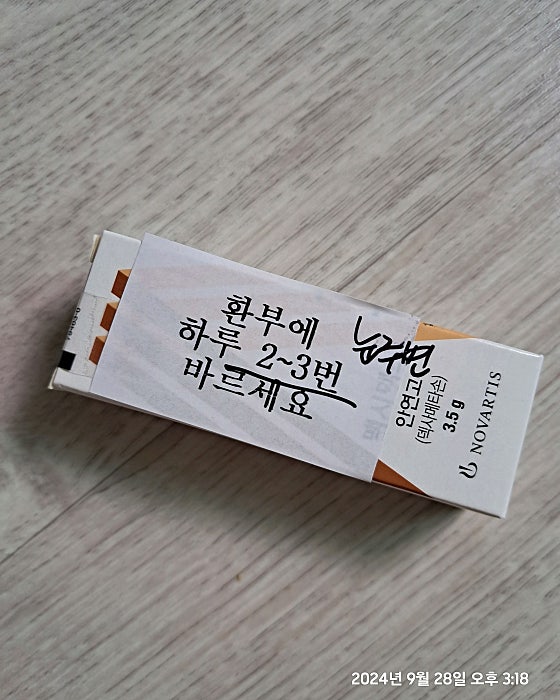 환부에
하루 2~3번
바르세요
안연고
(덱사메타손)
3.5 g
NOVARTIS
2024년 9월 28일 오후 3:18